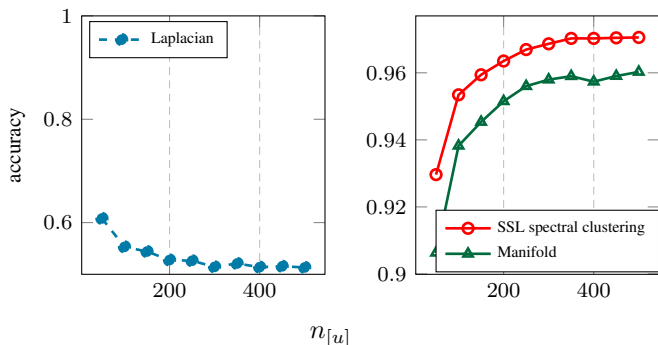 1
0.8
0.6
accuracy
Laplacian
200
400
0.96
0.94
0.92
0.9
SSL spectral clustering
Manifold
200
400
n[u]